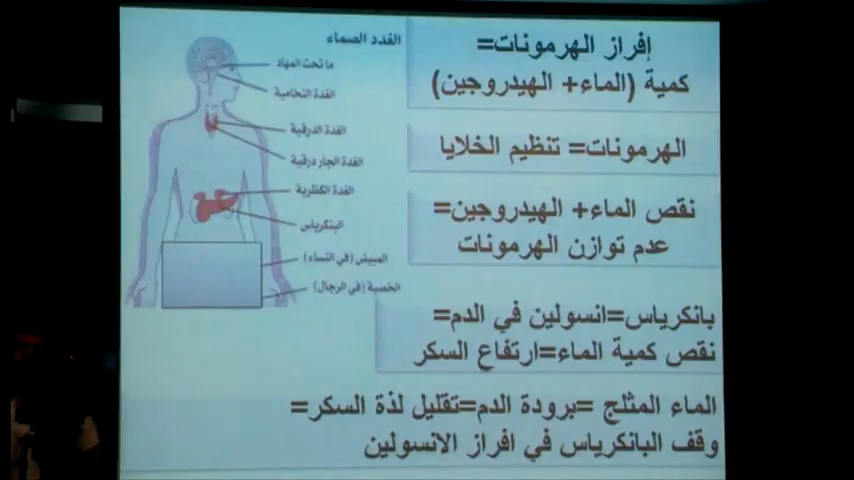 إفراز الهرمونات=
كمية (الماء+ الهيدروجين)
الهرمونات= تنظيم الخلايا
نقص الماء+ الهيدروجين=
عدم توازن الهرمونات
بانكرياس=انسولين في الدم=
نقص كمية الماء=ارتفاع السكر
الماء المثلج =برودة الدم=تقليل لذة السكر=
وقف البانكرياس في افراز الانسولين
الغدد الصماء
ما تحت المهاد
الغدة النخامية
الغدة الدرقية
الغدة الجار درقية
الغدة الكظرية
البنكرياس
المبيض (في النساء)
الخصية (في الرجال)